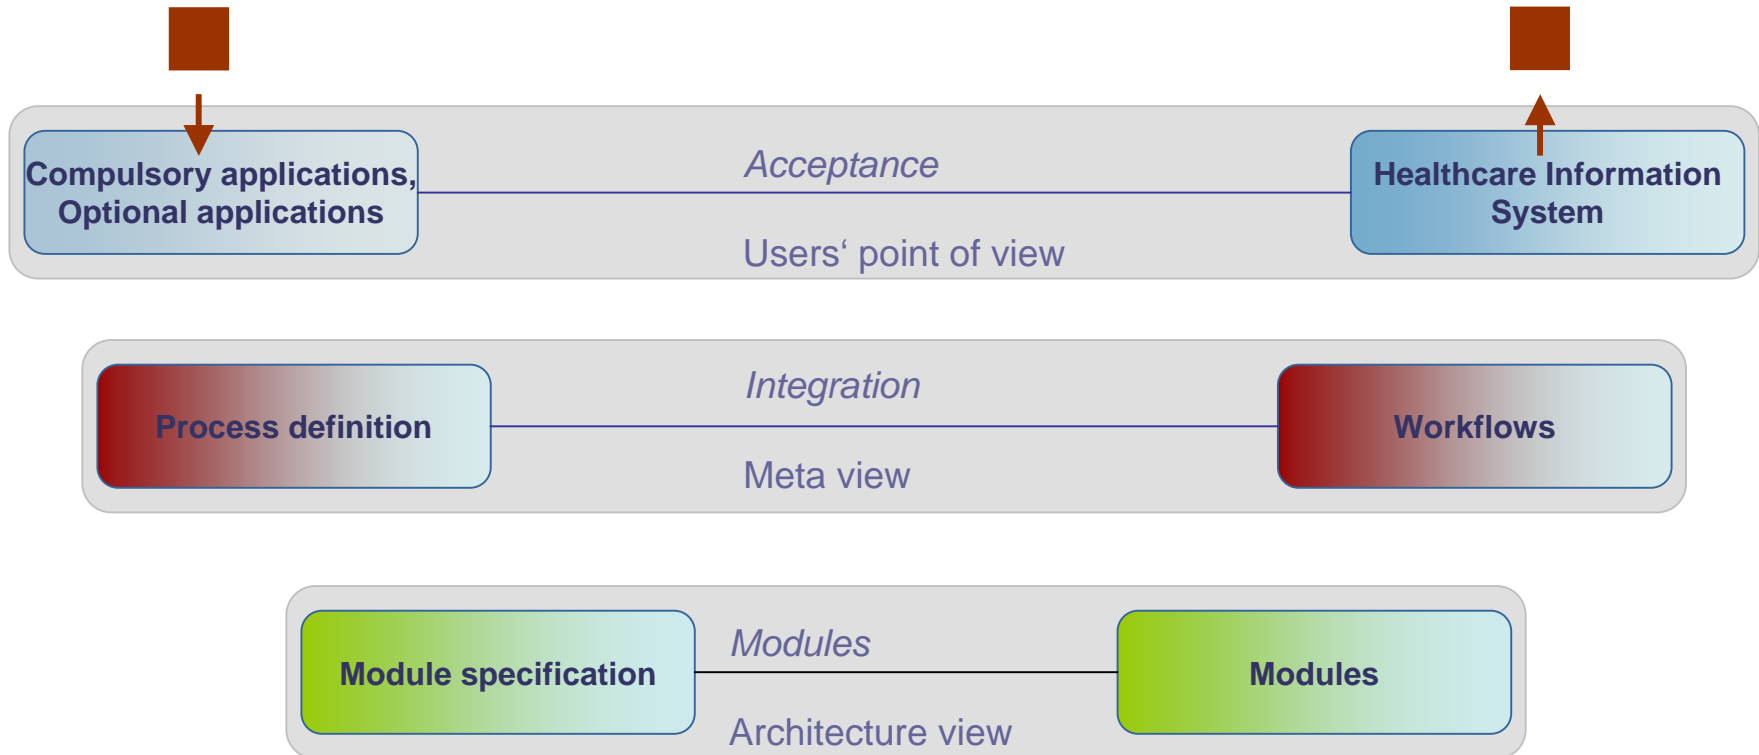 Compulsory applications,
Optional applications
Acceptance
Users‘ point of view
Healthcare Information
System
Process definition
Integration
Meta view
Workflows
Module specification
Modules
Architecture view
Modules